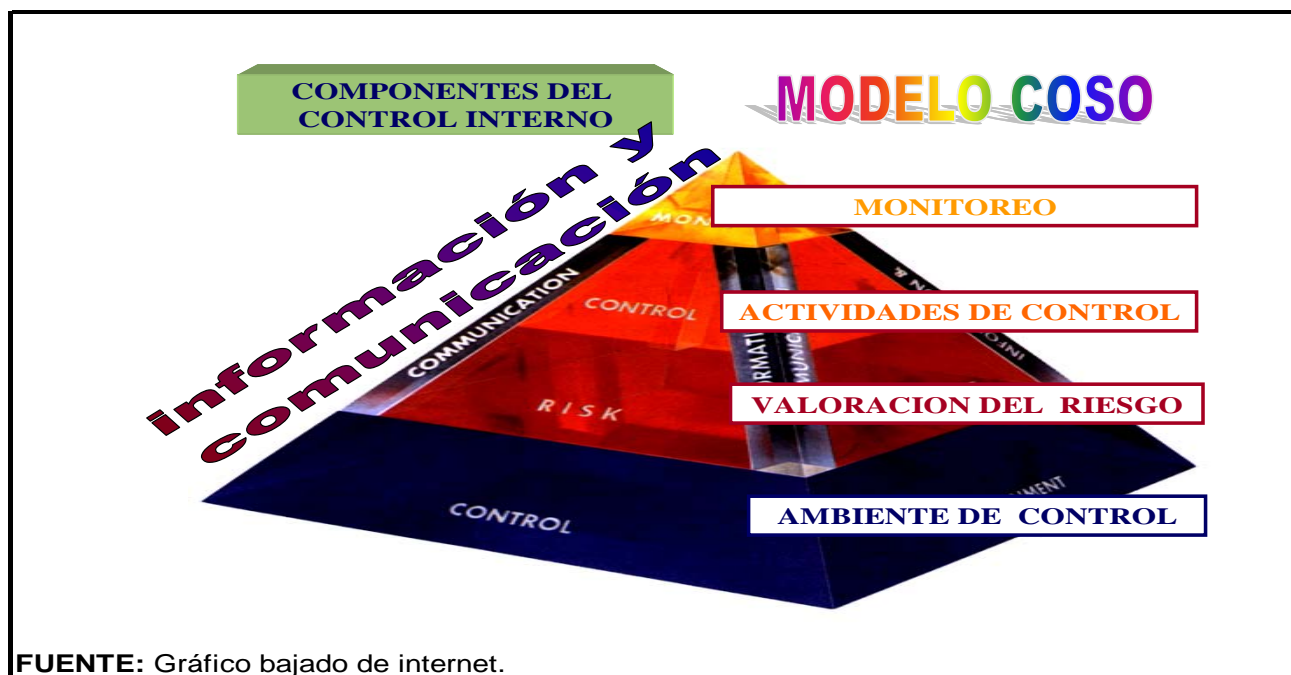 COMPONENTES DEL
CONTROL INTERNO
MODELO COSO
información y
comunicación
MONITOREO
MON
COMMUNICATION
CONTROL
ACTIVIDADES DE CONTROL
RISK
VALORACION DEL RIESGO
CONTROL
AMBIENTE DE CONTROL
FUENTE: Gráfico bajado de internet.